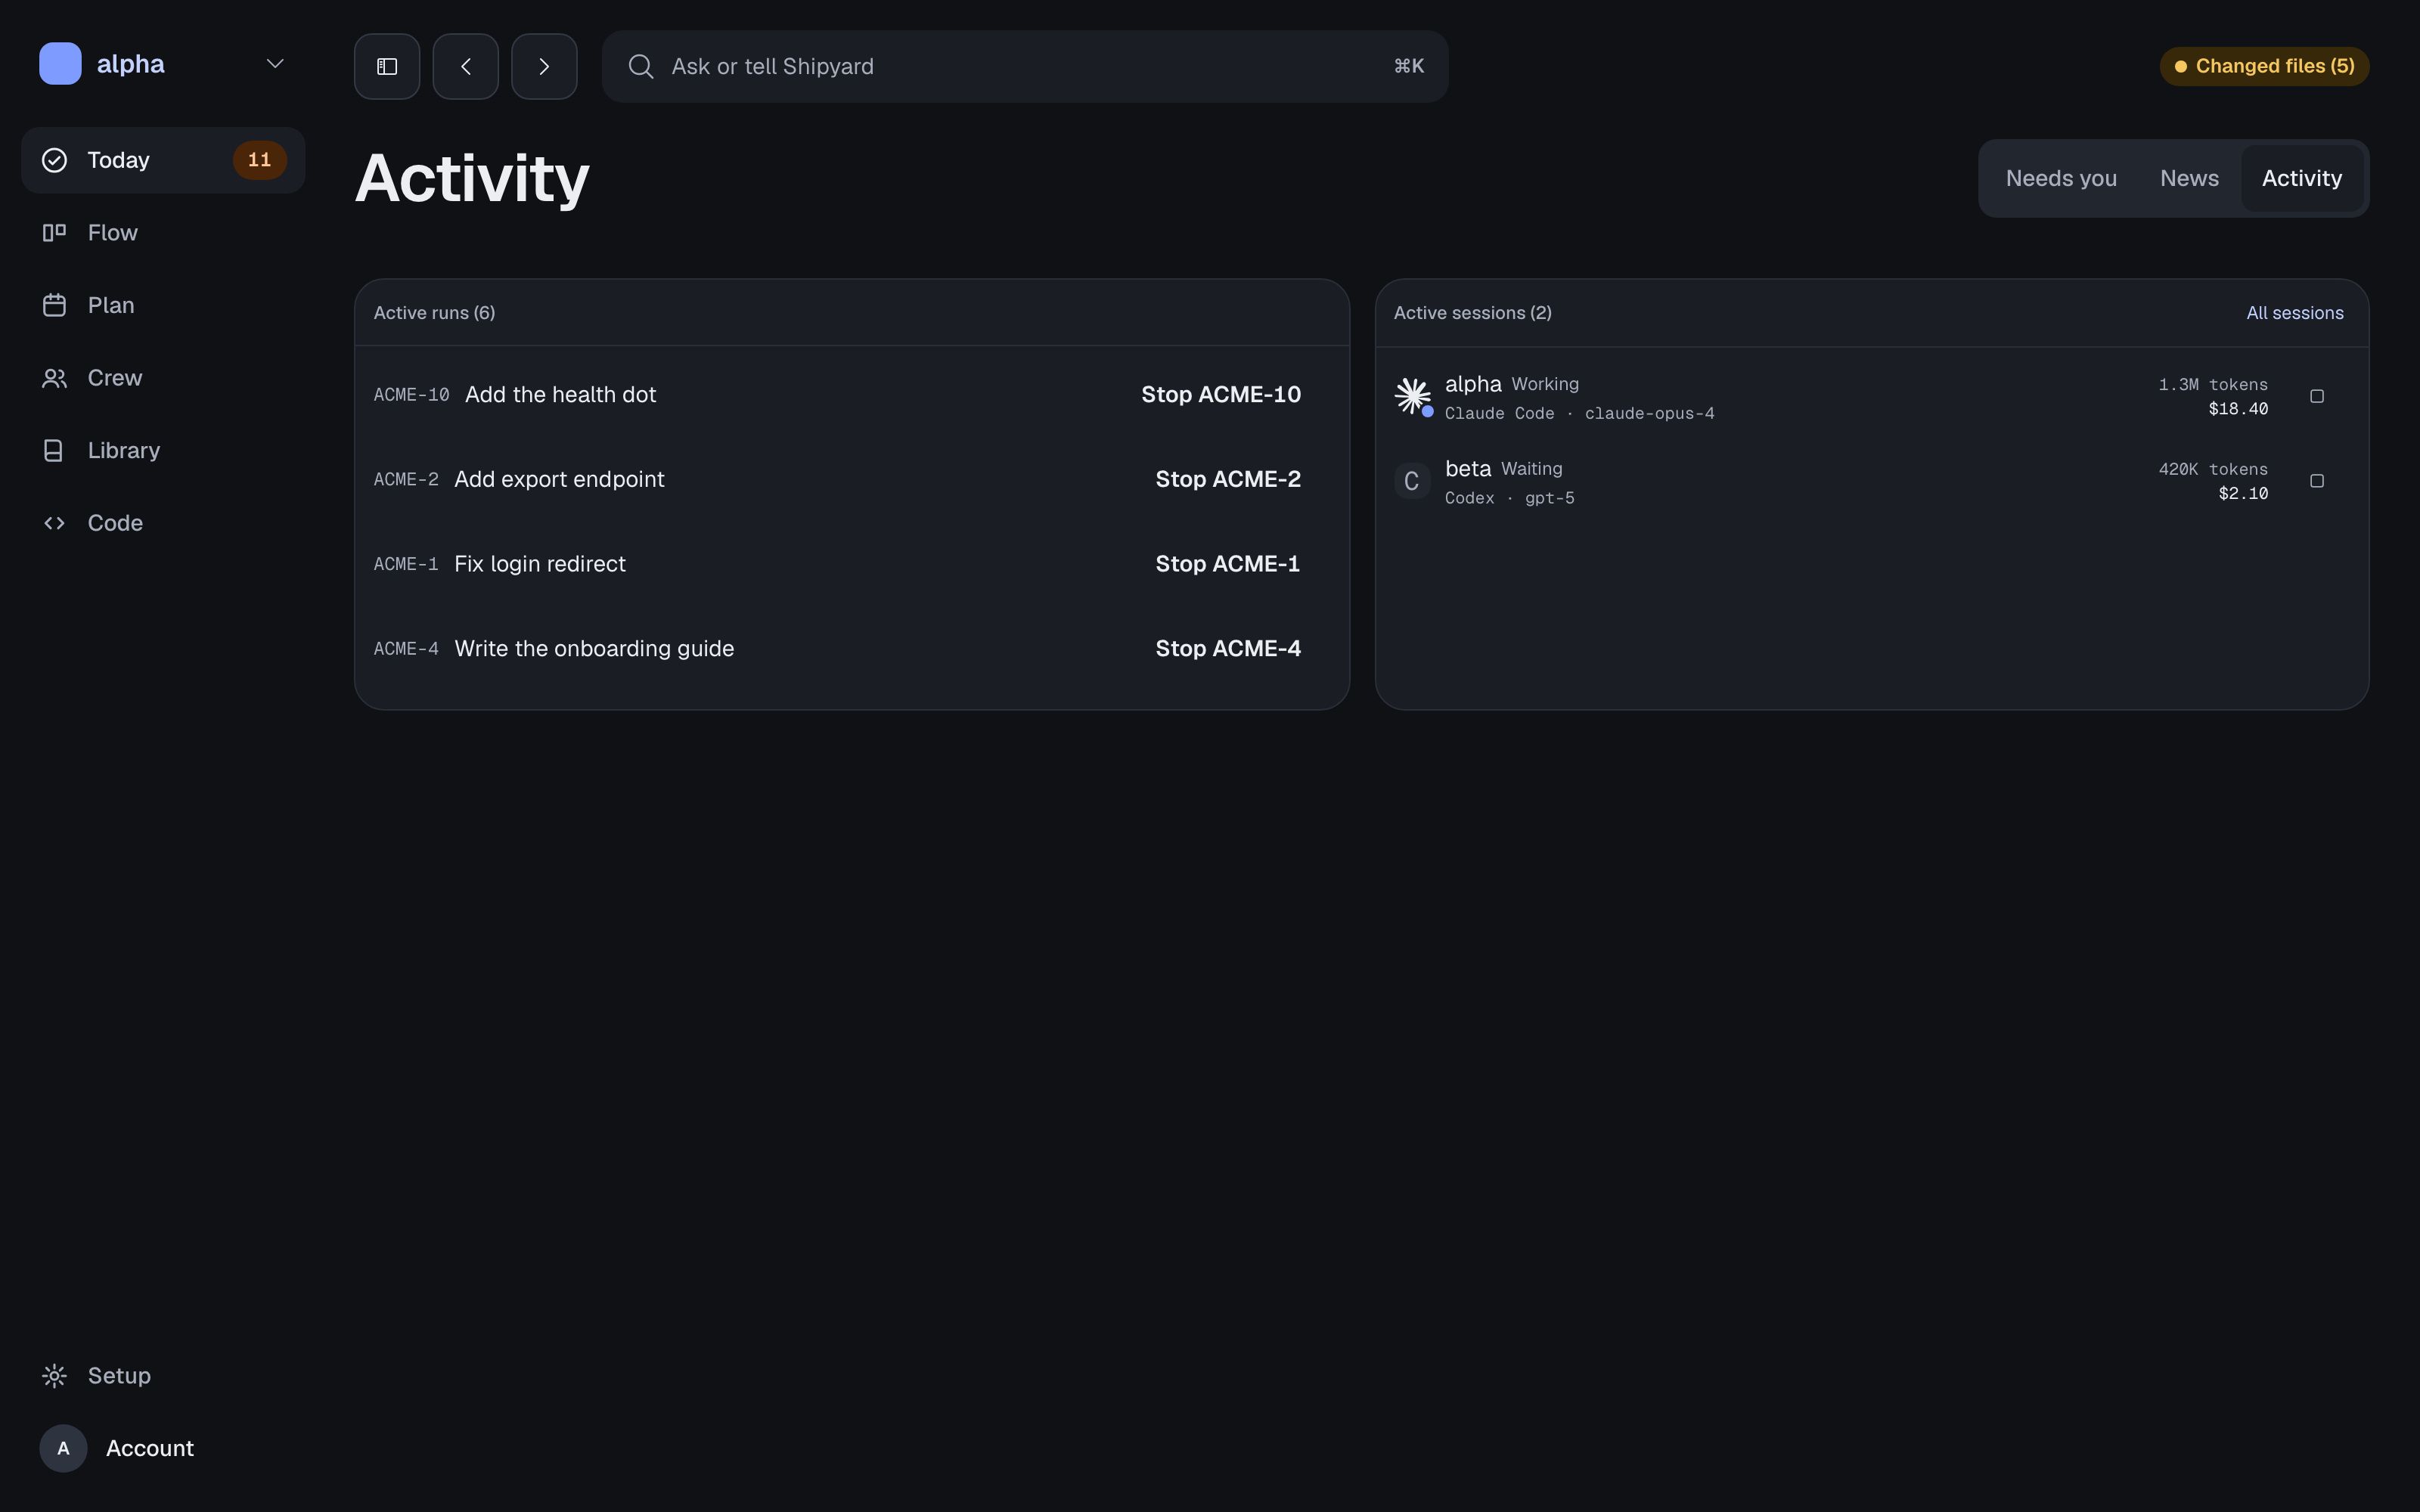 alpha
Ask or tell Shipyard ⌘K
Changed files (5)
Today 11
Flow
Plan
Crew
Library
Code
Setup
A Account
Activity
Needs you News Activity
Active runs (6)
ACME-10 Add the health dot Stop ACME-10
ACME-2 Add export endpoint Stop ACME-2
ACME-1 Fix login redirect Stop ACME-1
ACME-4 Write the onboarding guide Stop ACME-4
Active sessions (2) All sessions
alpha Working 1.3M tokens
Claude Code · claude-opus-4 $18.40
C beta Waiting 420K tokens
Codex · gpt-5 $2.10